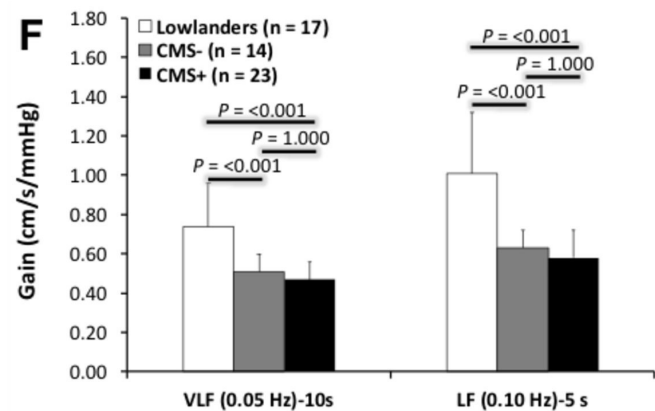 F
Gain (cm/s/mmHg)
1.80
1.60
1.40
1.20
1.00
0.80
0.60
0.40
0.20
0.00
Lowlanders (n = 17)
CMS- (n = 14)
CMS+ (n = 23)
P = <0.001
P = 1.000
P = <0.001
P = <0.001
P = 1.000
P = <0.001
VLF (0.05 Hz)-10s
LF (0.10 Hz)-5 s